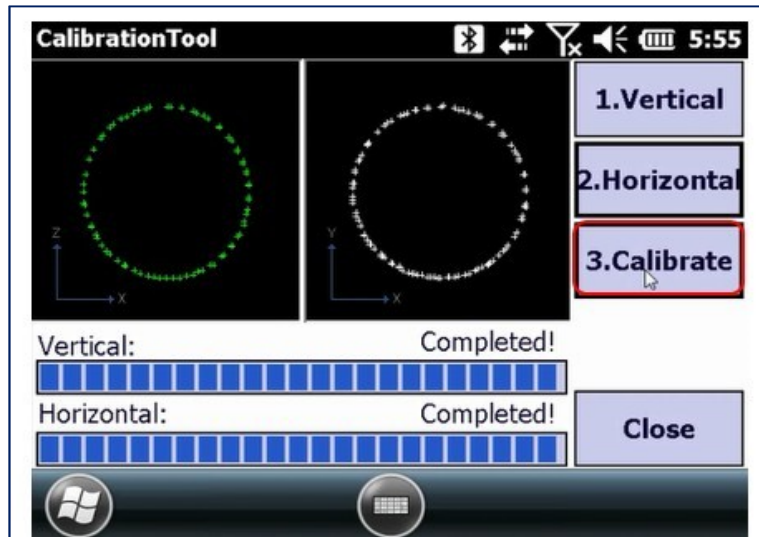 CalibrationTool 5:55
1.Vertical
2.Horizontal
3.Calibrate
Z
X
Y
X
Vertical: Completed!
Horizontal: Completed!
Close